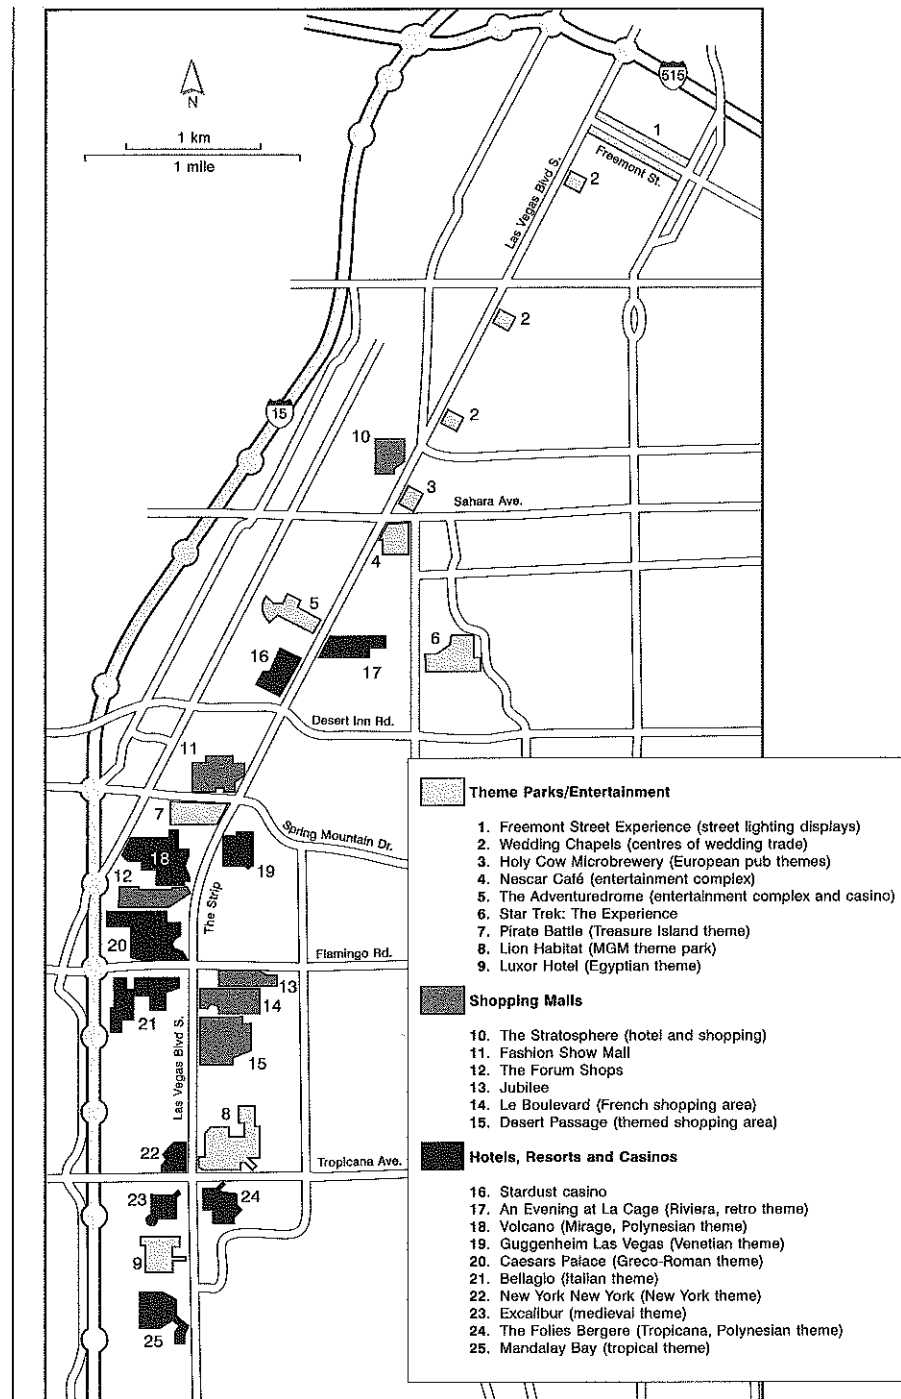 515
N
1 km
1 mile
1
Freemont St.
Las Vegas Blvd S.
2
2
15
2
10
3
Sahara Ave.
4
5
6
16
17
Desert Inn Rd.
11
7
Spring Mountain Dr.
18
19
12
The Strip
20
Flamingo Rd.
13
14
21
15
Las Vegas Blvd S.
8
22
Tropicana Ave.
23
24
9
25
Theme Parks/Entertainment
1. Freemont Street Experience (street lighting displays)
2. Wedding Chapels (centres of wedding trade)
3. Holy Cow Microbrewery (European pub themes)
4. Nescar Café (entertainment complex)
5. The Adventuredrome (entertainment complex and casino)
6. Star Trek: The Experience
7. Pirate Battle (Treasure Island theme)
8. Lion Habitat (MGM theme park)
9. Luxor Hotel (Egyptian theme)
Shopping Malls
10. The Stratosphere (hotel and shopping)
11. Fashion Show Mall
12. The Forum Shops
13. Jubilee
14. Le Boulevard (French shopping area)
15. Desert Passage (themed shopping area)
Hotels, Resorts and Casinos
16. Stardust casino
17. An Evening at La Cage (Riviera, retro theme)
18. Volcano (Mirage, Polynesian theme)
19. Guggenheim Las Vegas (Venetian theme)
20. Caesars Palace (Greco-Roman theme)
21. Bellagio (Italian theme)
22. New York New York (New York theme)
23. Excalibur (medieval theme)
24. The Folies Bergere (Tropicana, Polynesian theme)
25. Mandalay Bay (tropical theme)